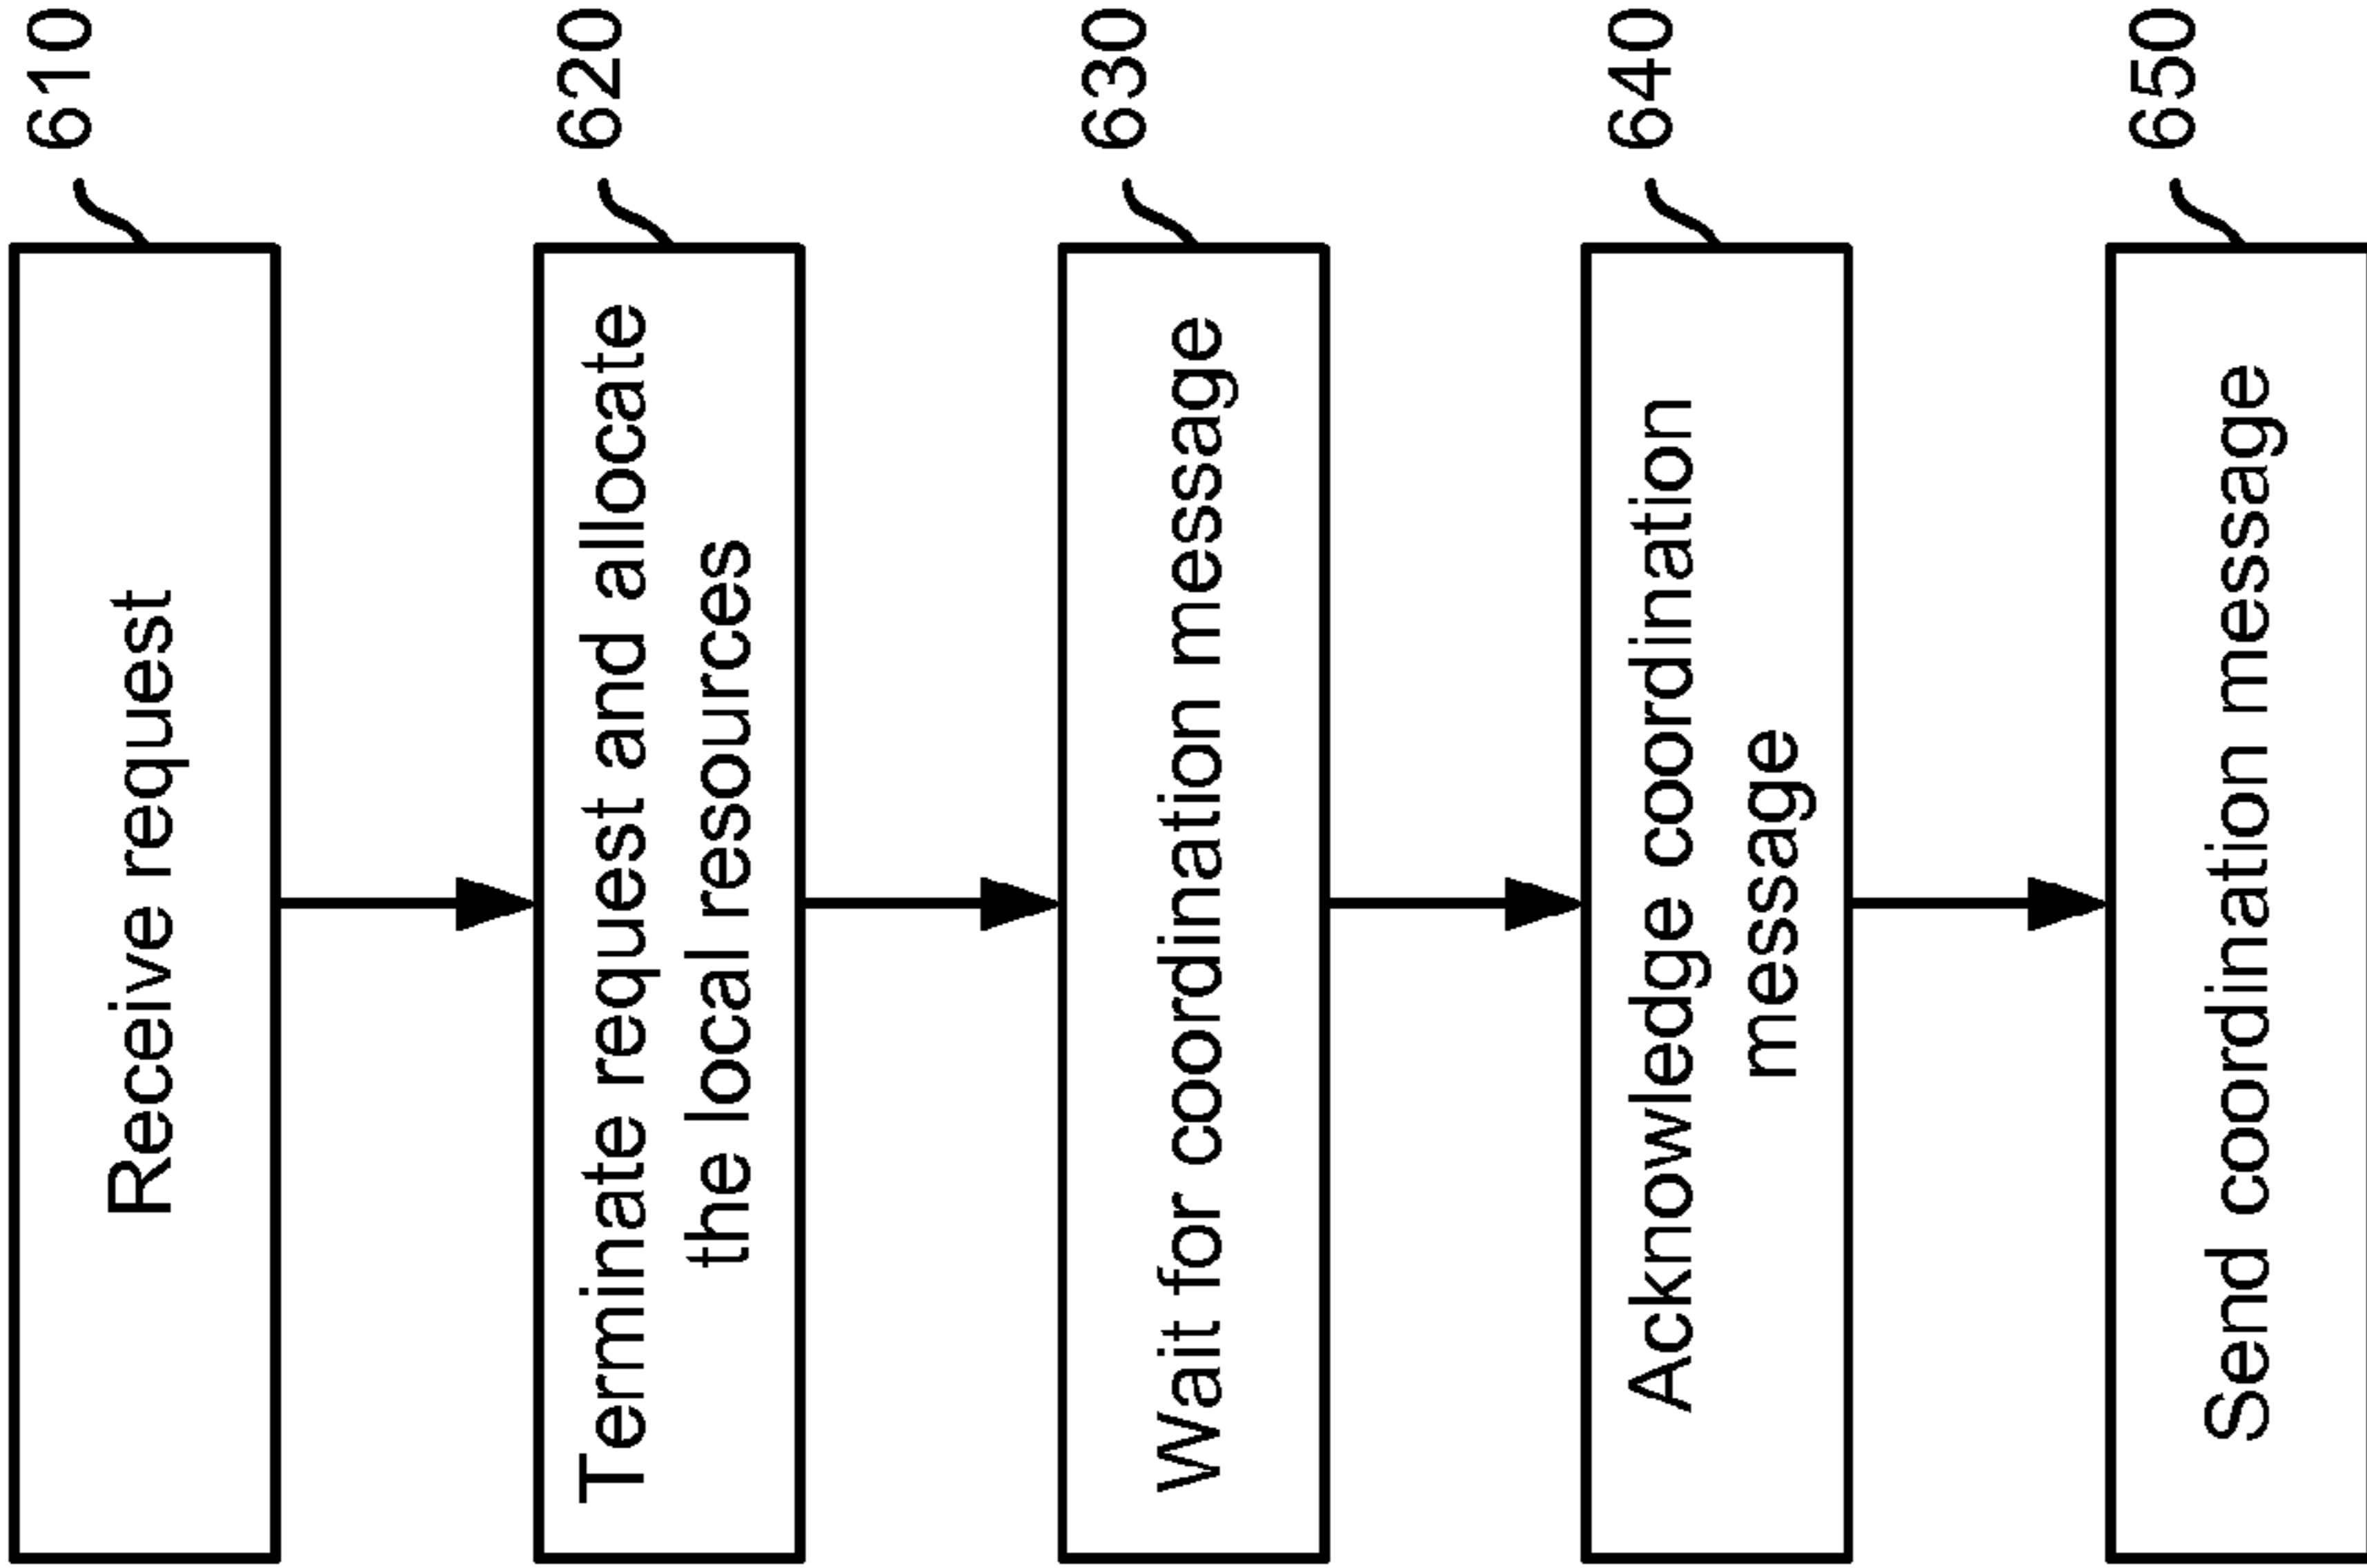 Receive request
610
Terminate request and allocate
the local resources
620
Wait for coordination message
630
Acknowledge coordination
message
640
Send coordination message
650